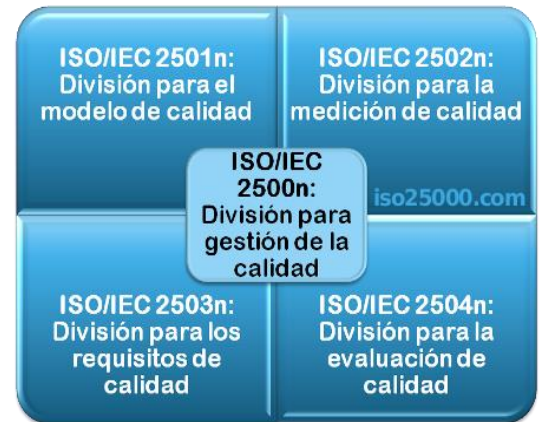 ISO/IEC 2501n:
División para el
modelo de calidad
ISO/IEC 2502n:
División para la
medición de calidad
ISO/IEC
2500n:
División para
gestión de la
calidad
iso25000.com
ISO/IEC 2503n:
División para los
requisitos de
calidad
ISO/IEC 2504n:
División para la
evaluación de
calidad